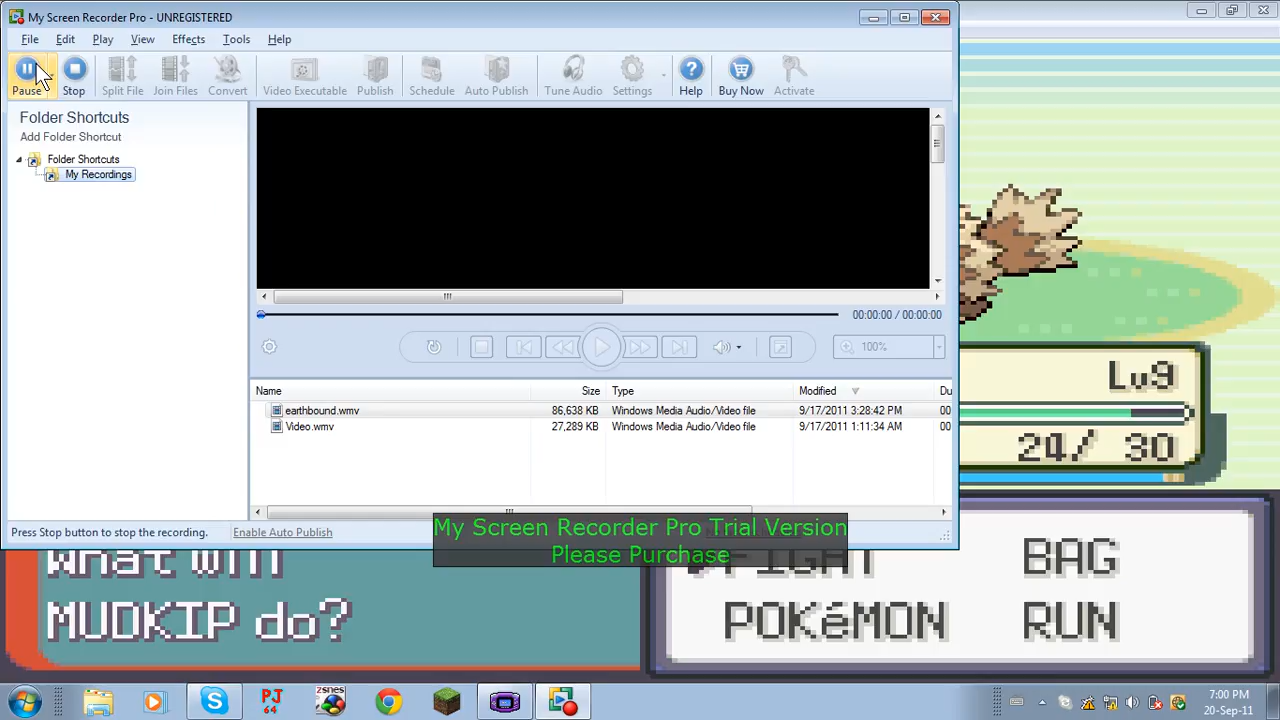 My Screen Recorder Pro - UNREGISTERED
File Edit Play View Effects Tools Help
Pause Stop Split File Join Files Convert Video Executable Publish Schedule Auto Publish Tune Audio Settings Help Buy Now Activate
Folder Shortcuts
Add Folder Shortcut
Folder Shortcuts
My Recordings
00:00:00 / 00:00:00
100%
Name Size Type Modified Du
earthbound.wmv 86,638 KB Windows Media Audio/Video file 9/17/2011 3:28:42 PM 00
Video.wmv 27,289 KB Windows Media Audio/Video file 9/17/2011 1:11:34 AM 00
Press Stop button to stop the recording. Enable Auto Publish
My Screen Recorder Pro Trial Version
Please Purchase
Lv9
24/ 30
What will
MUDKIP do?
FIGHT BAG
POKéMON RUN
PJ
64
ZSNES
7:00 PM
20-Sep-11